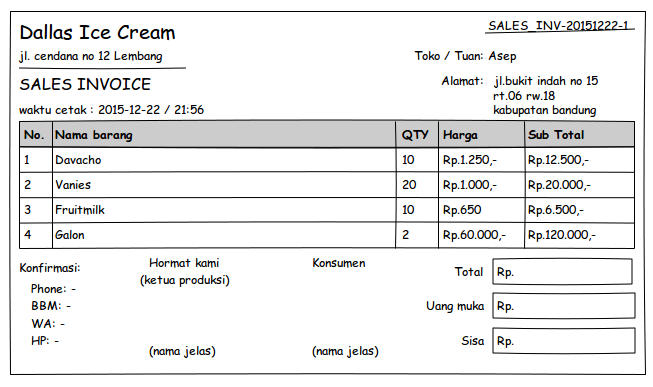 Dallas Ice Cream
SALES_INV-20151222-1
jl. cendana no 12 Lembang
Toko / Tuan: Asep
SALES INVOICE
Alamat: jl.bukit indah no 15
rt.06 rw.18
kabupatan bandung
waktu cetak : 2015-12-22 / 21:56
No. Nama barang QTY Harga Sub Total
1 Davacho 10 Rp.1.250,- Rp.12.500,-
2 Vanies 20 Rp.1.000,- Rp.20.000,-
3 Fruitmilk 10 Rp.650 Rp.6.500,-
4 Galon 2 Rp.60.000,- Rp.120.000,-
Konfirmasi:
Phone: -
BBM: -
WA: -
HP: -
Hormat kami
(ketua produksi)
(nama jelas)
Konsumen
(nama jelas)
Total Rp.
Uang muka Rp.
Sisa Rp.